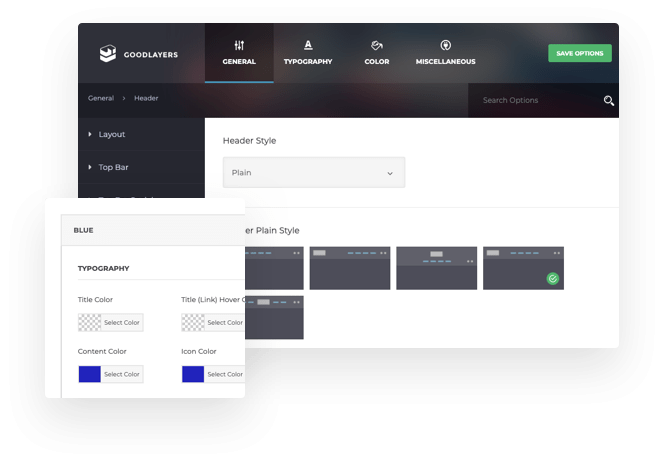 GOODLAYERS
GENERAL
TYPOGRAPHY
COLOR
MISCELLANEOUS
SAVE OPTIONS
General > Header
Search Options
Layout
Top Bar
Header Style
Plain
Plain Style
BLUE
TYPOGRAPHY
Title Color
Title (Link) Hover
Select Color
Select Color
Content Color
Icon Color
Select Color
Select Color